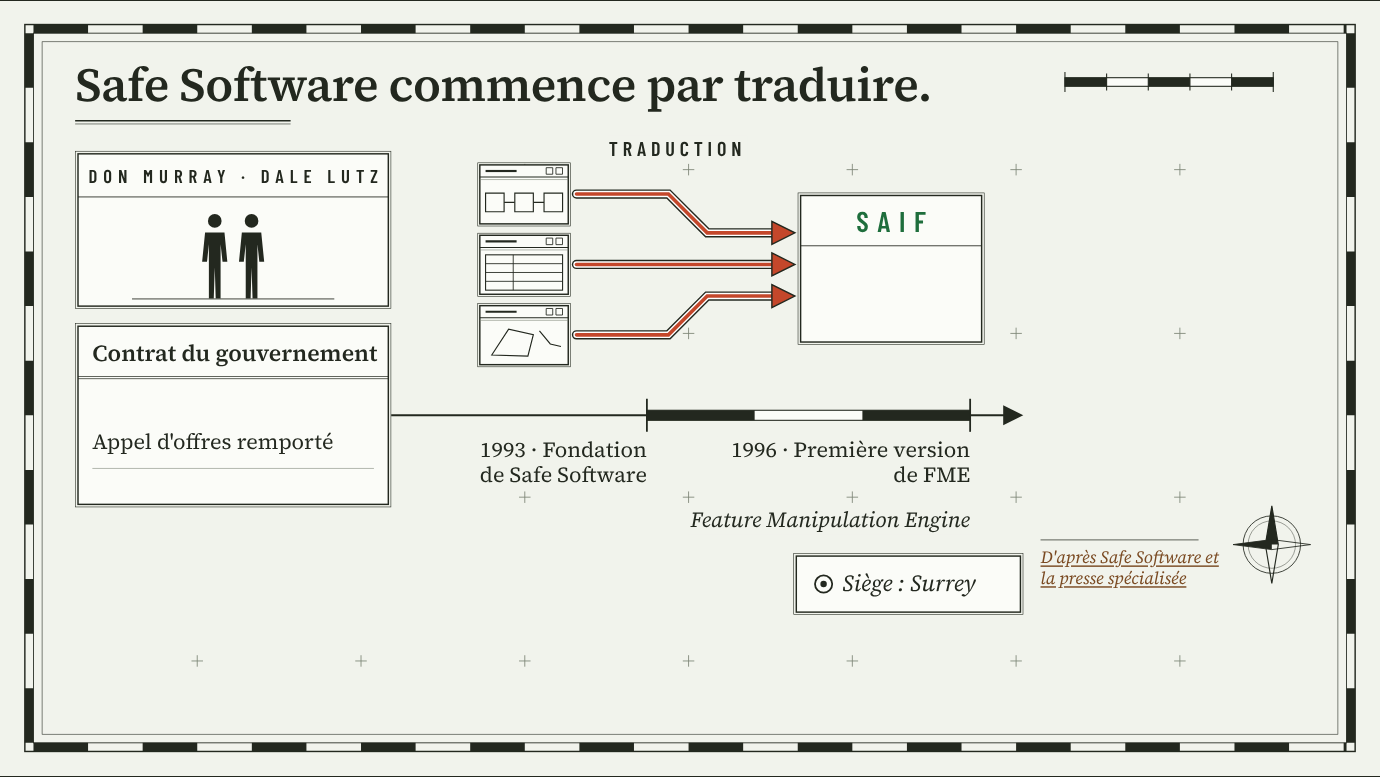 Safe Software commence par traduire.
DON MURRAY · DALE LUTZ
TRADUCTION
SAIF
Contrat du gouvernement
Appel d'offres remporté
1993 · Fondation
de Safe Software
1996 · Première version
de FME
Feature Manipulation Engine
Siège : Surrey
D'après Safe Software et
la presse spécialisée